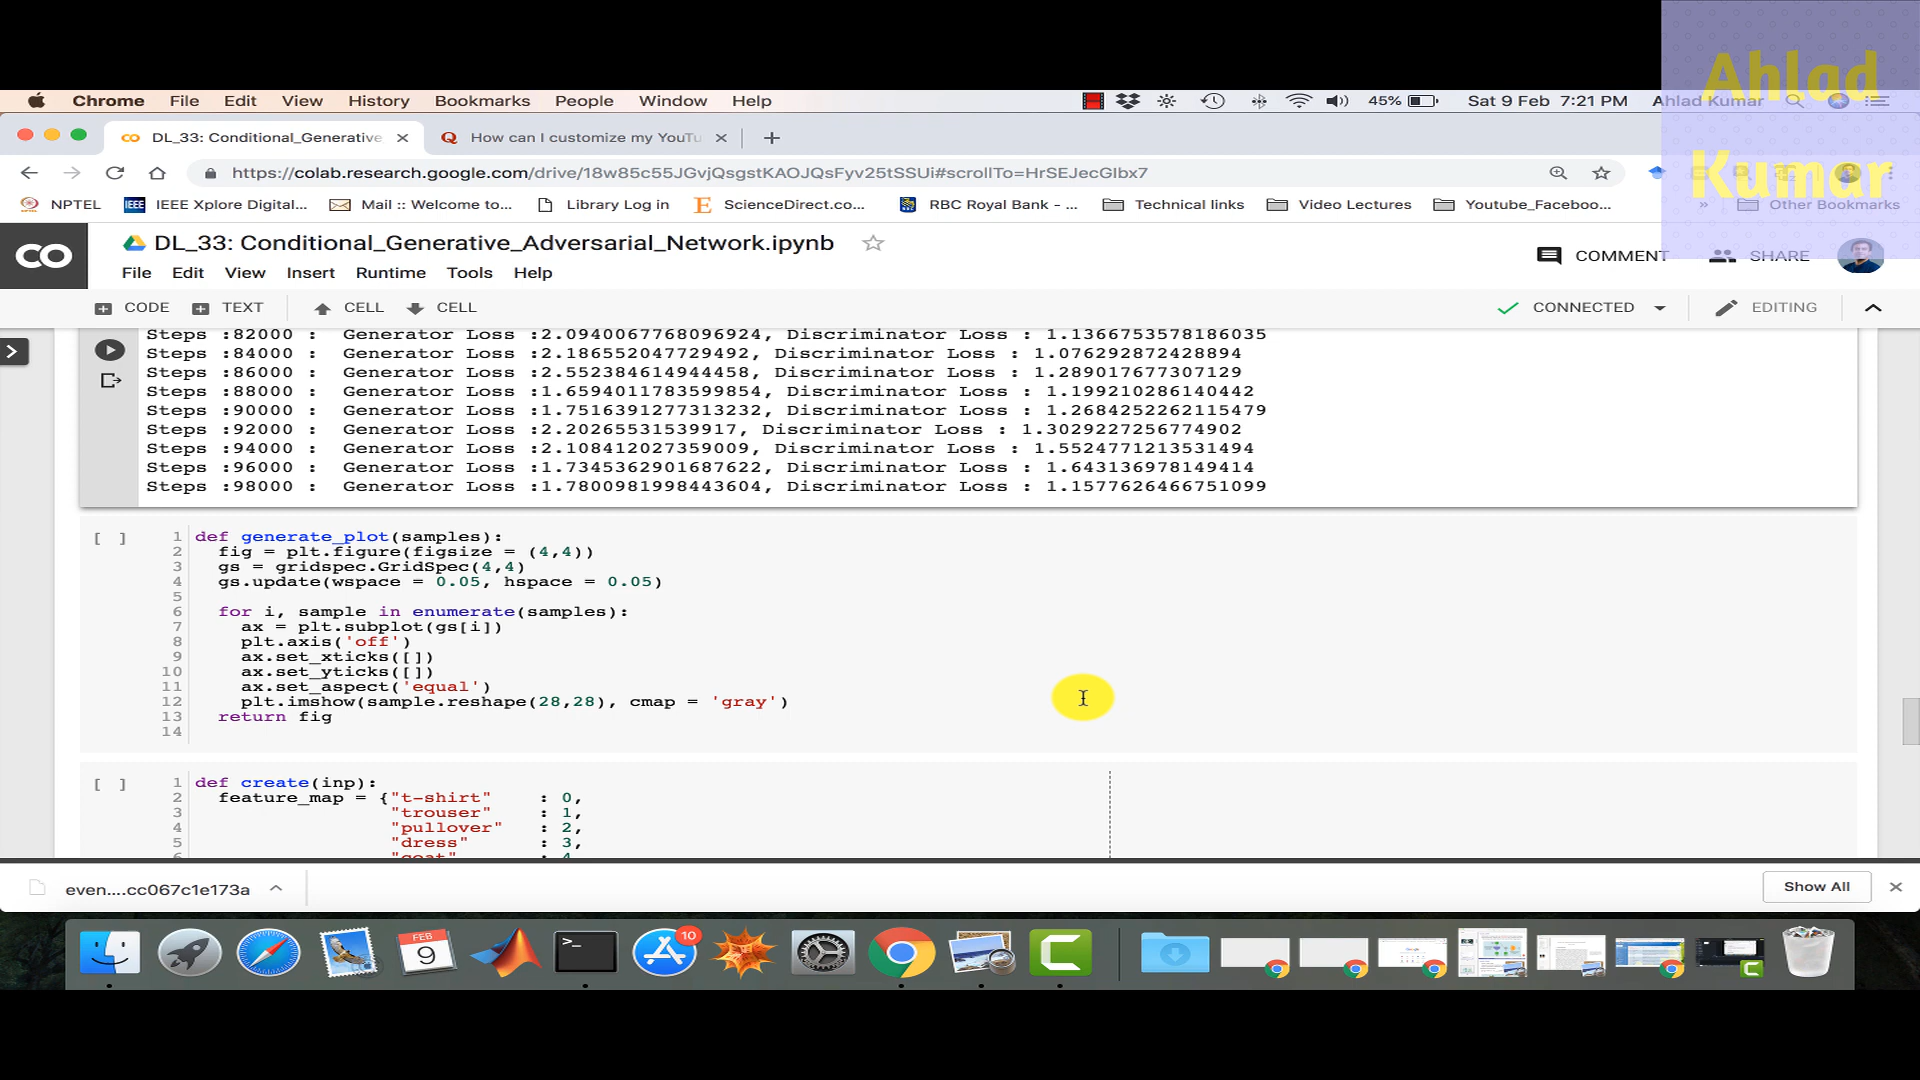 Ahlad
Kumar
Chrome File Edit View History Bookmarks People Window Help 45% Sat 9 Feb 7:21 PM Ahlad Kumar
DL_33: Conditional_Generative How can I customize my YouTu
https://colab.research.google.com/drive/18w85c55JGvjQsgstKAOJQsFyv25tSSUi#scrollTo=HrSEJecGIbx7
NPTEL IEEE IEEE Xplore Digital... Mail :: Welcome to... Library Log in ScienceDirect.co... RBC Royal Bank - ... Technical links Video Lectures Youtube_Faceboo... » Other Bookmarks
CO DL_33: Conditional_Generative_Adversarial_Network.ipynb
COMMENT SHARE
File Edit View Insert Runtime Tools Help
CODE TEXT CELL CELL CONNECTED EDITING
Steps :82000 : Generator Loss :2.0940067768096924, Discriminator Loss : 1.1366753578186035
Steps :84000 : Generator Loss :2.186552047729492, Discriminator Loss : 1.076292872428894
Steps :86000 : Generator Loss :2.552384614944458, Discriminator Loss : 1.289017677307129
Steps :88000 : Generator Loss :1.6594011783599854, Discriminator Loss : 1.199210286140442
Steps :90000 : Generator Loss :1.7516391277313232, Discriminator Loss : 1.2684252262115479
Steps :92000 : Generator Loss :2.20265531539917, Discriminator Loss : 1.3029227256774902
Steps :94000 : Generator Loss :2.108412027359009, Discriminator Loss : 1.5524771213531494
Steps :96000 : Generator Loss :1.7345362901687622, Discriminator Loss : 1.643136978149414
Steps :98000 : Generator Loss :1.7800981998443604, Discriminator Loss : 1.1577626466751099
[ ] 1 def generate_plot(samples):
2 fig = plt.figure(figsize = (4,4))
3 gs = gridspec.GridSpec(4,4)
4 gs.update(wspace = 0.05, hspace = 0.05)
5
6 for i, sample in enumerate(samples):
7 ax = plt.subplot(gs[i])
8 plt.axis('off')
9 ax.set_xticks([])
10 ax.set_yticks([])
11 ax.set_aspect('equal')
12 plt.imshow(sample.reshape(28,28), cmap = 'gray')
13 return fig
14
[ ] 1 def create(inp):
2 feature_map = {"t-shirt" : 0,
3 "trouser" : 1,
4 "pullover" : 2,
5 "dress" : 3,
6 "coat" : 4
even....cc067c1e173a Show All
FEB
9
10